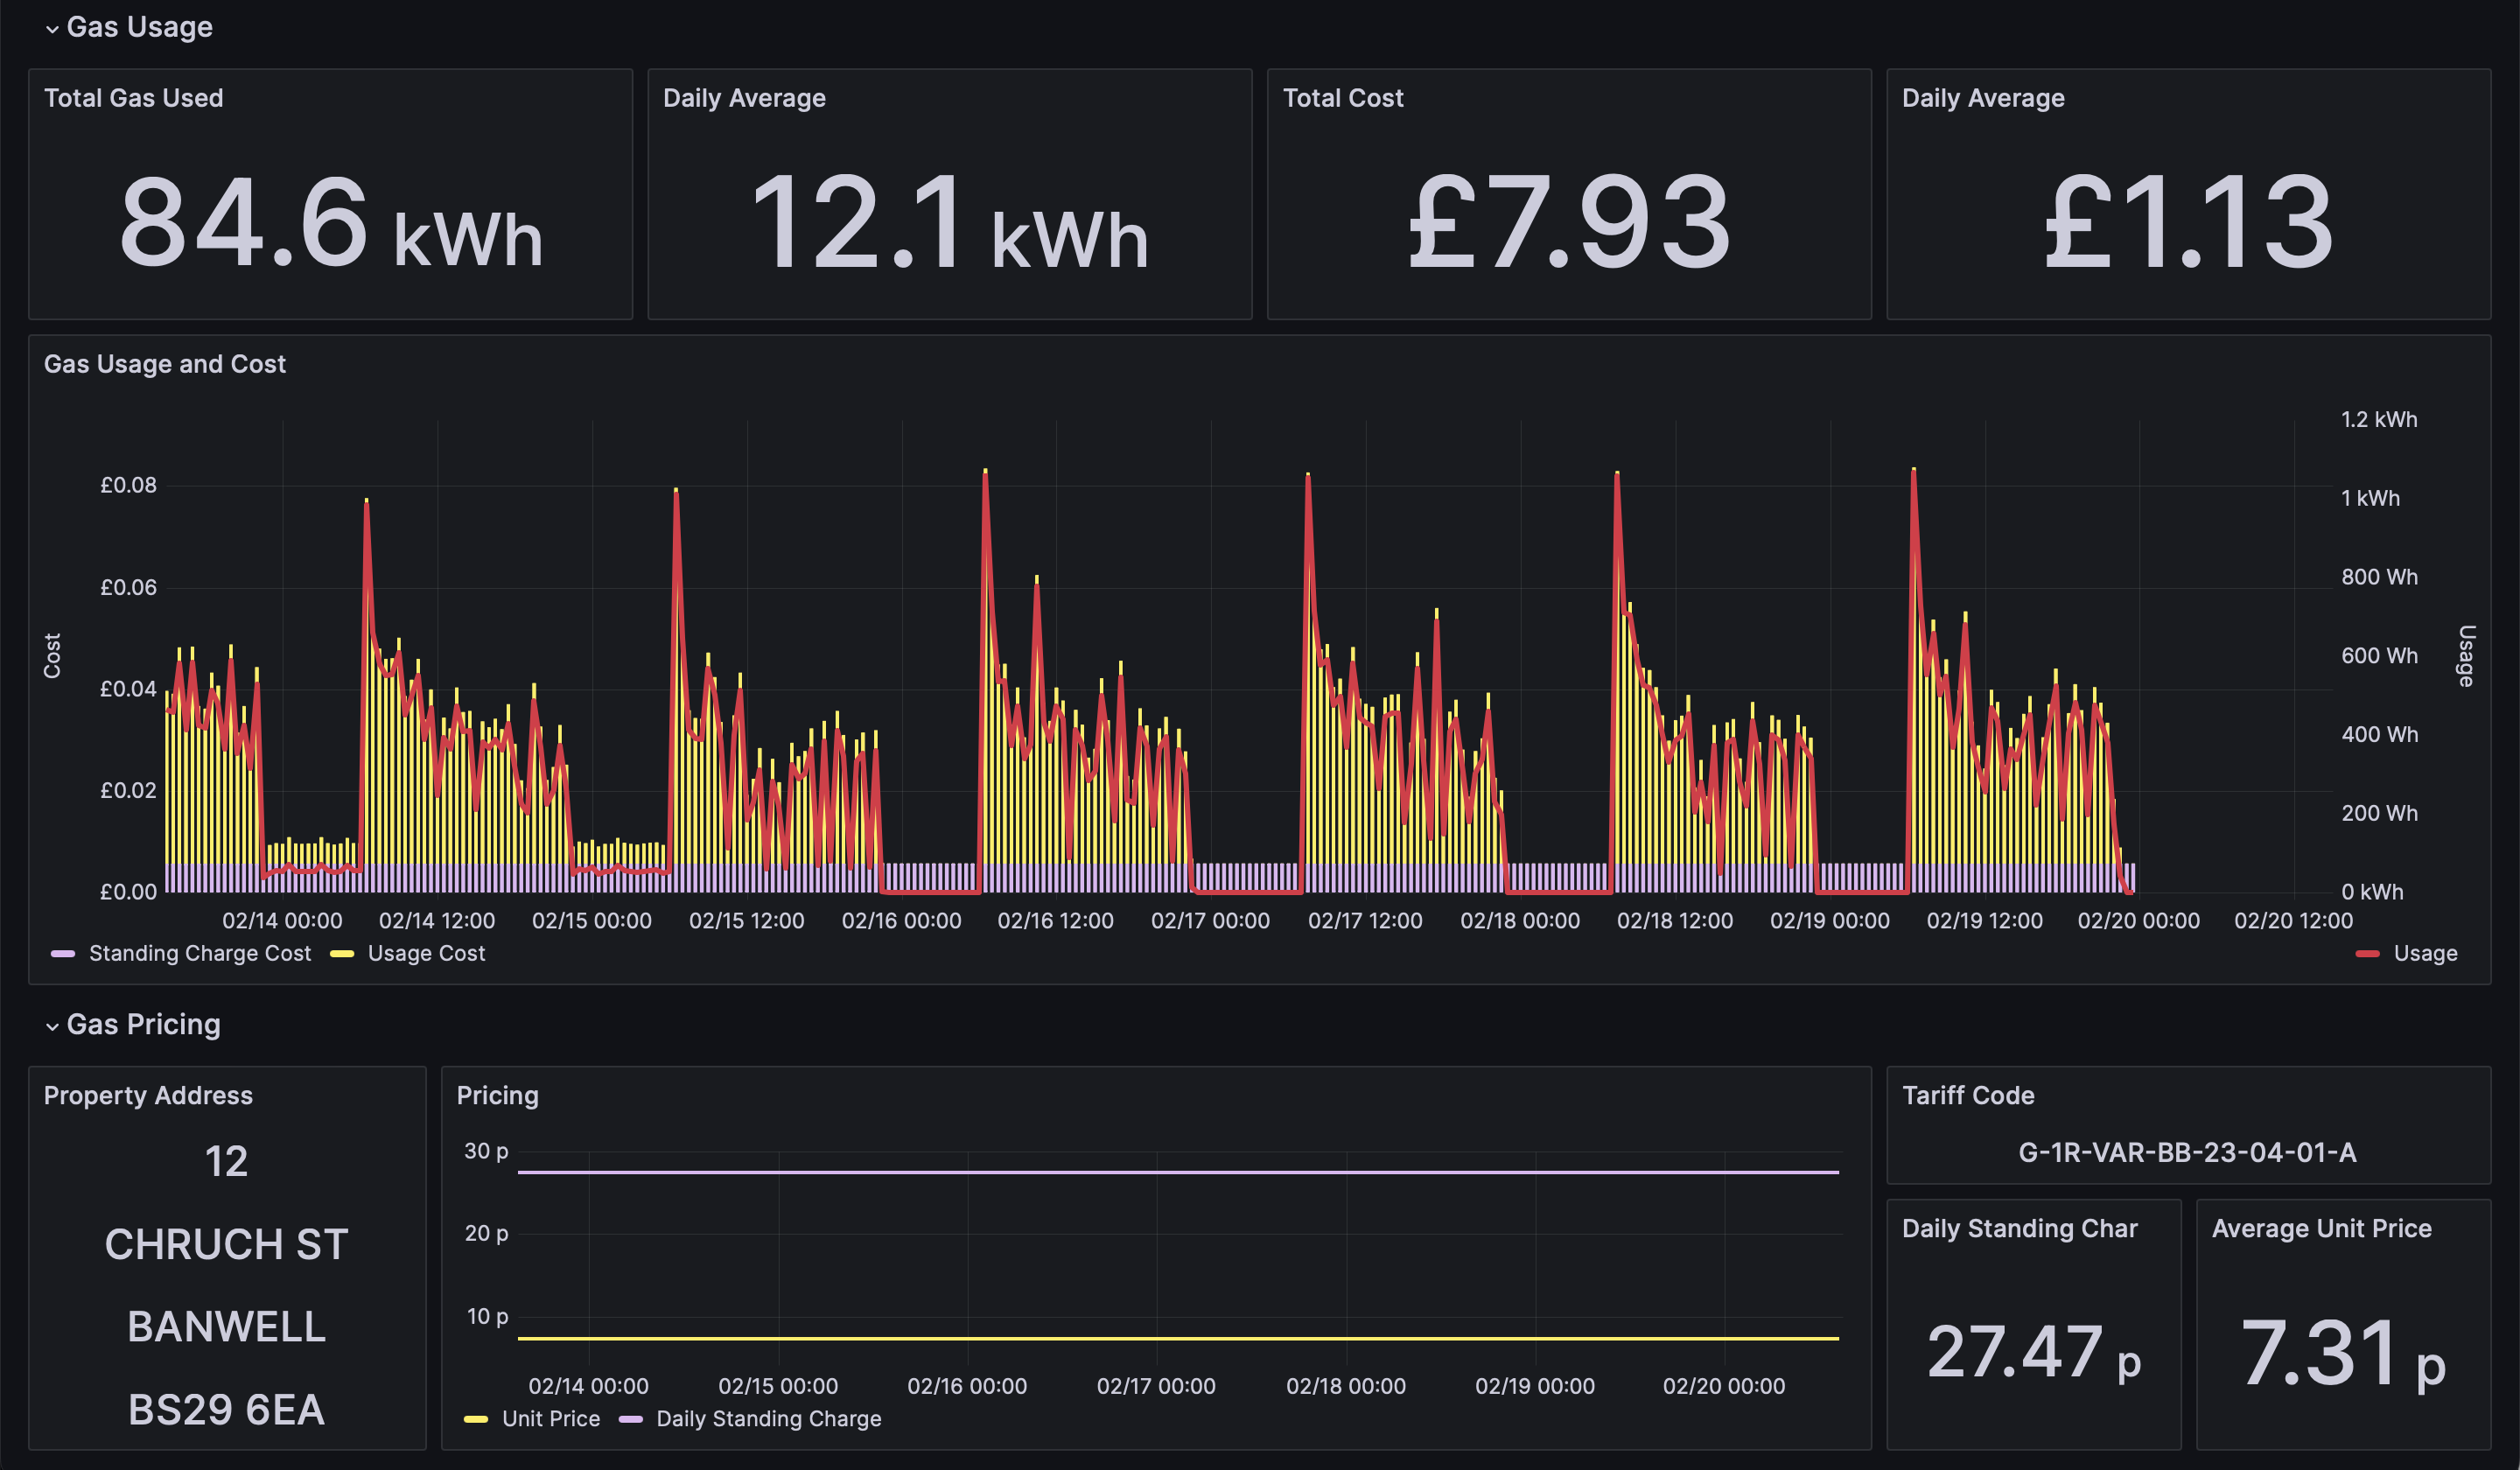 Gas Usage
Total Gas Used
84.6 kWh
Daily Average
12.1 kWh
Total Cost
£7.93
Daily Average
£1.13
Gas Usage and Cost
Cost
£0.08
£0.06
£0.04
£0.02
£0.00
1.2 kWh
1 kWh
800 Wh
600 Wh
400 Wh
200 Wh
0 kWh
Usage
02/14 00:00 02/14 12:00 02/15 00:00 02/15 12:00 02/16 00:00 02/16 12:00 02/17 00:00 02/17 12:00 02/18 00:00 02/18 12:00 02/19 00:00 02/19 12:00 02/20 00:00 02/20 12:00
Standing Charge Cost Usage Cost Usage
Gas Pricing
Property Address
12
CHRUCH ST
BANWELL
BS29 6EA
Pricing
30 p
20 p
10 p
02/14 00:00 02/15 00:00 02/16 00:00 02/17 00:00 02/18 00:00 02/19 00:00 02/20 00:00
Unit Price Daily Standing Charge
Tariff Code
G-1R-VAR-BB-23-04-01-A
Daily Standing Char
27.47 p
Average Unit Price
7.31 p